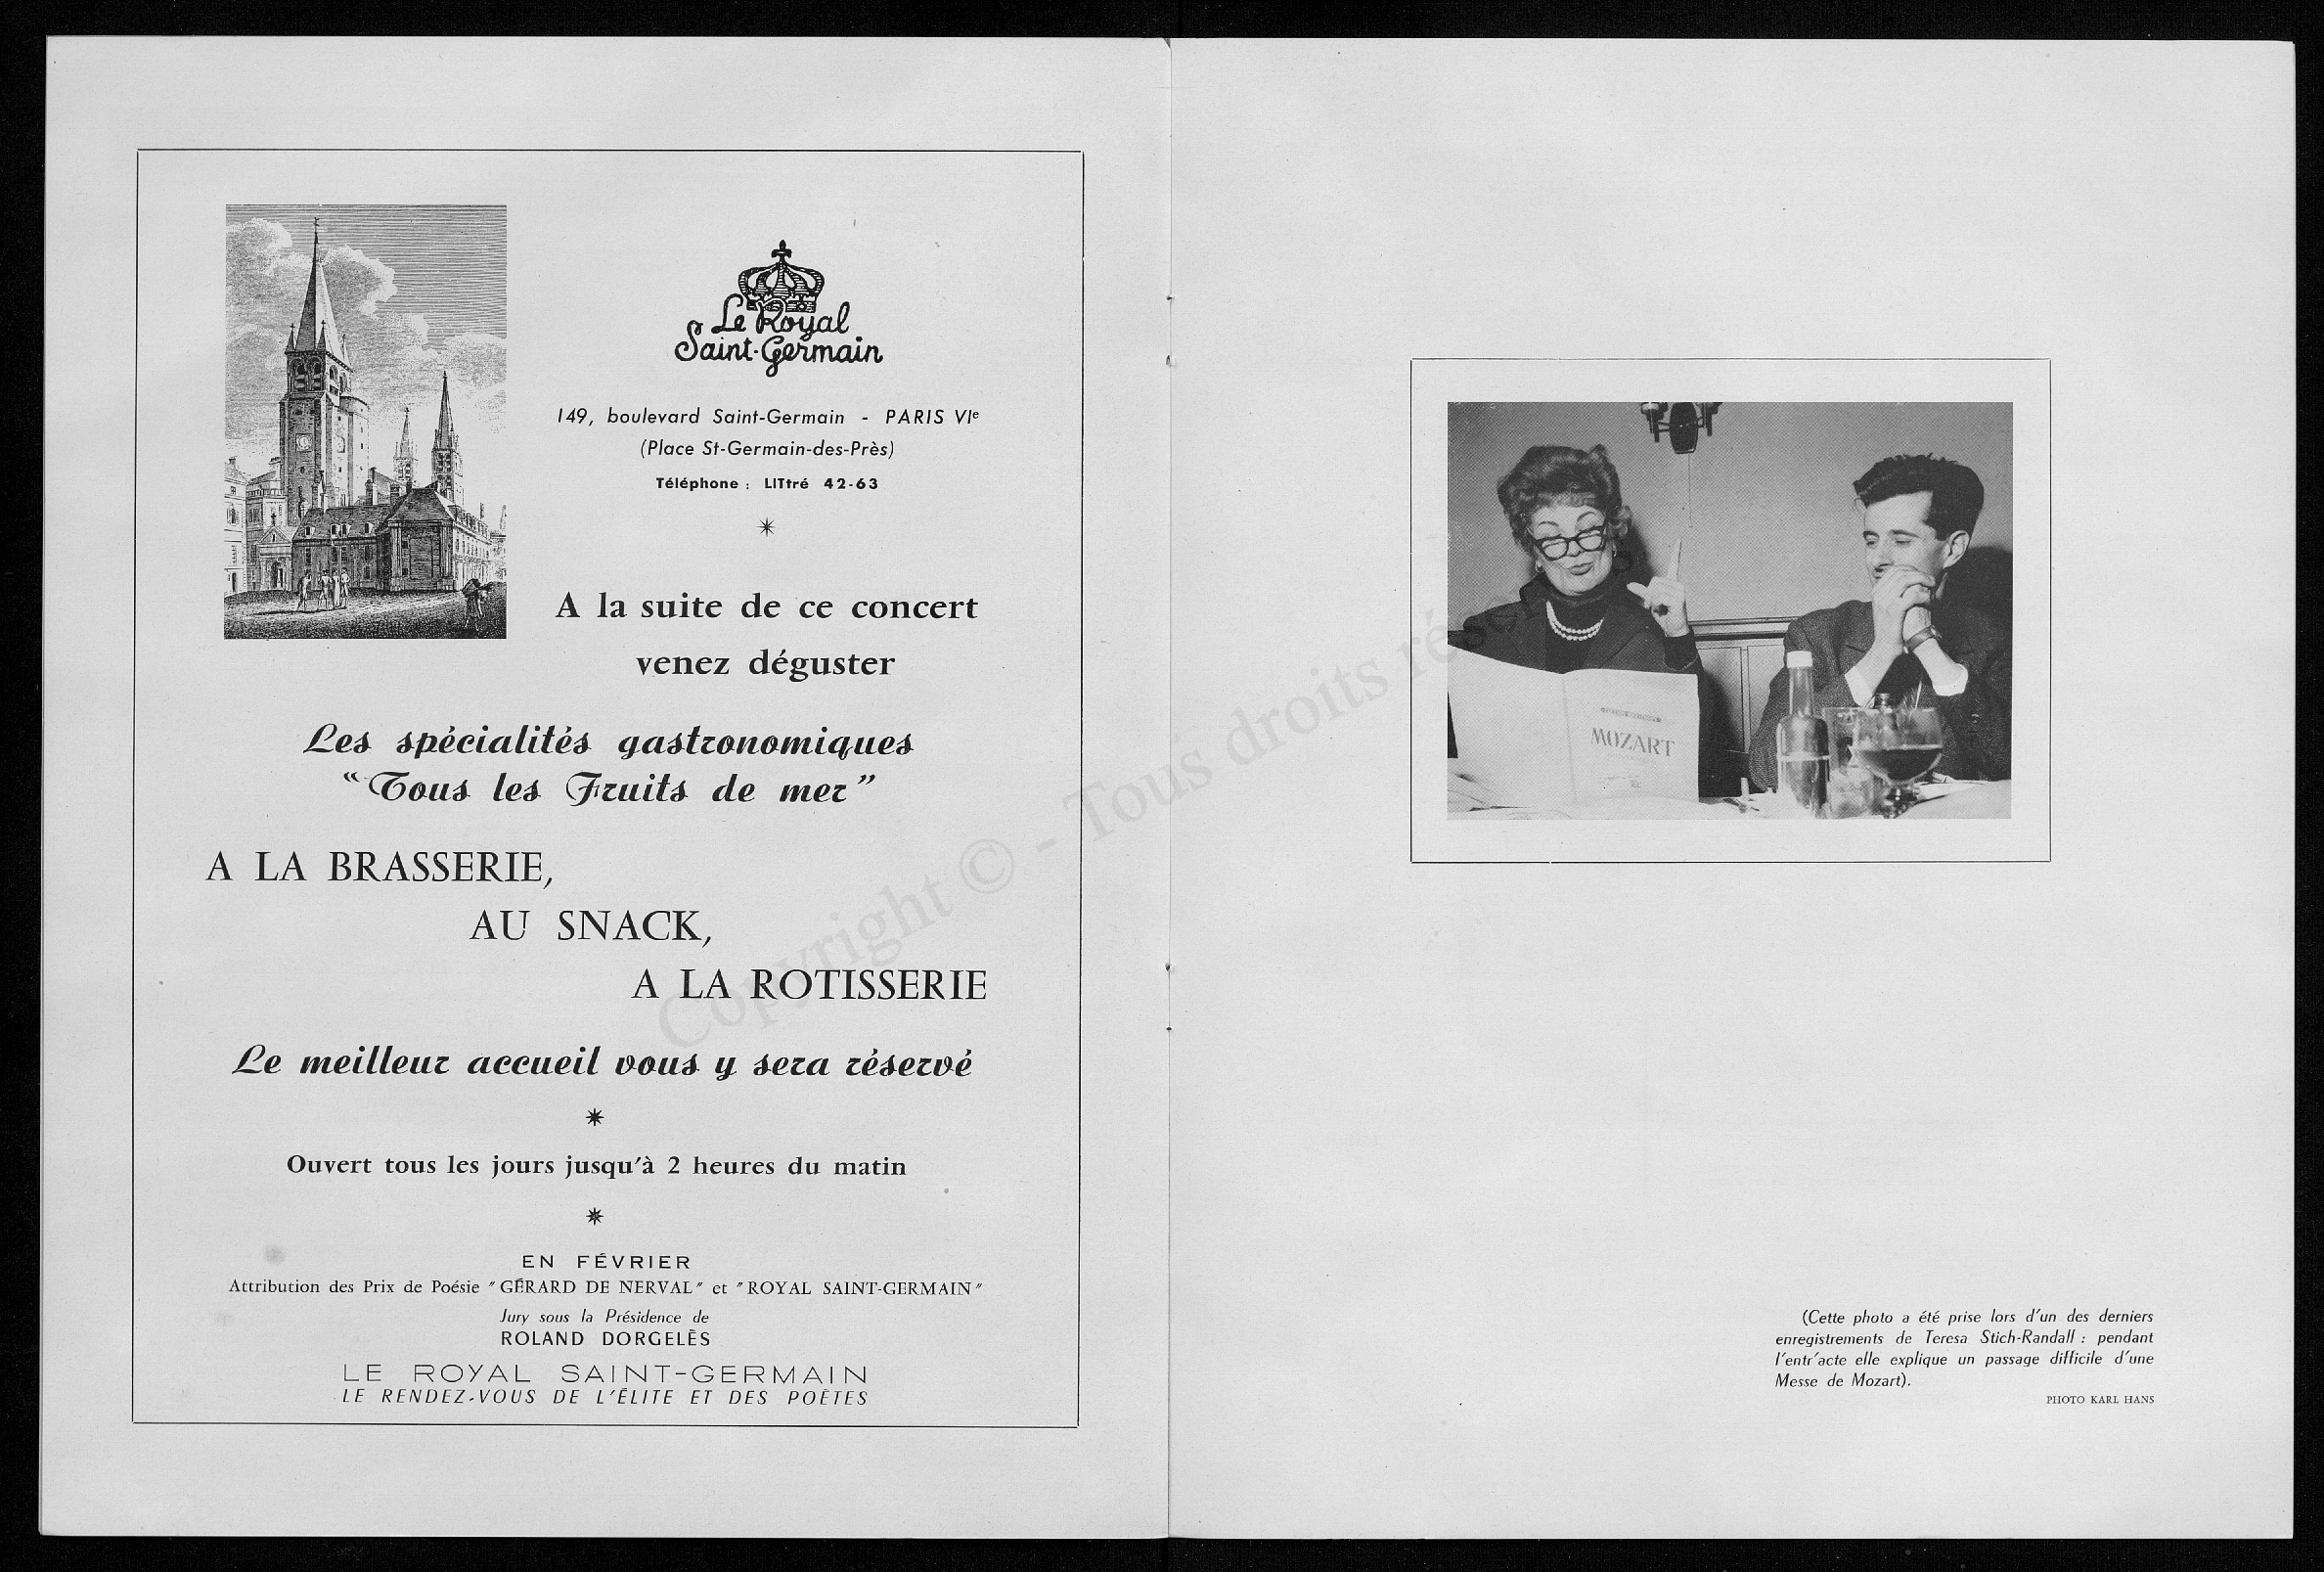 Le Royal
Saint-Germain
149, boulevard Saint-Germain - PARIS VIe
(Place St-Germain-des-Près)
Téléphone : LITtré 42-63
A la suite de ce concert
venez déguster
Les spécialités gastronomiques
“Tous les Fruits de mer”
A LA BRASSERIE,
AU SNACK,
A LA ROTISSERIE
Le meilleur accueil vous y sera réservé
Ouvert tous les jours jusqu'à 2 heures du matin
EN FÉVRIER
Attribution des Prix de Poésie "GÉRARD DE NERVAL" et "ROYAL SAINT-GERMAIN"
Jury sous la Présidence de
ROLAND DORGELÈS
LE ROYAL SAINT-GERMAIN
LE RENDEZ-VOUS DE L'ÉLITE ET DES POÈTES
MOZART
(Cette photo a été prise lors d'un des derniers
enregistrements de Teresa Stich-Randall : pendant
l'entr'acte elle explique un passage difficile d'une
Messe de Mozart).
PHOTO KARL HANS
Copyright © - Tous droits